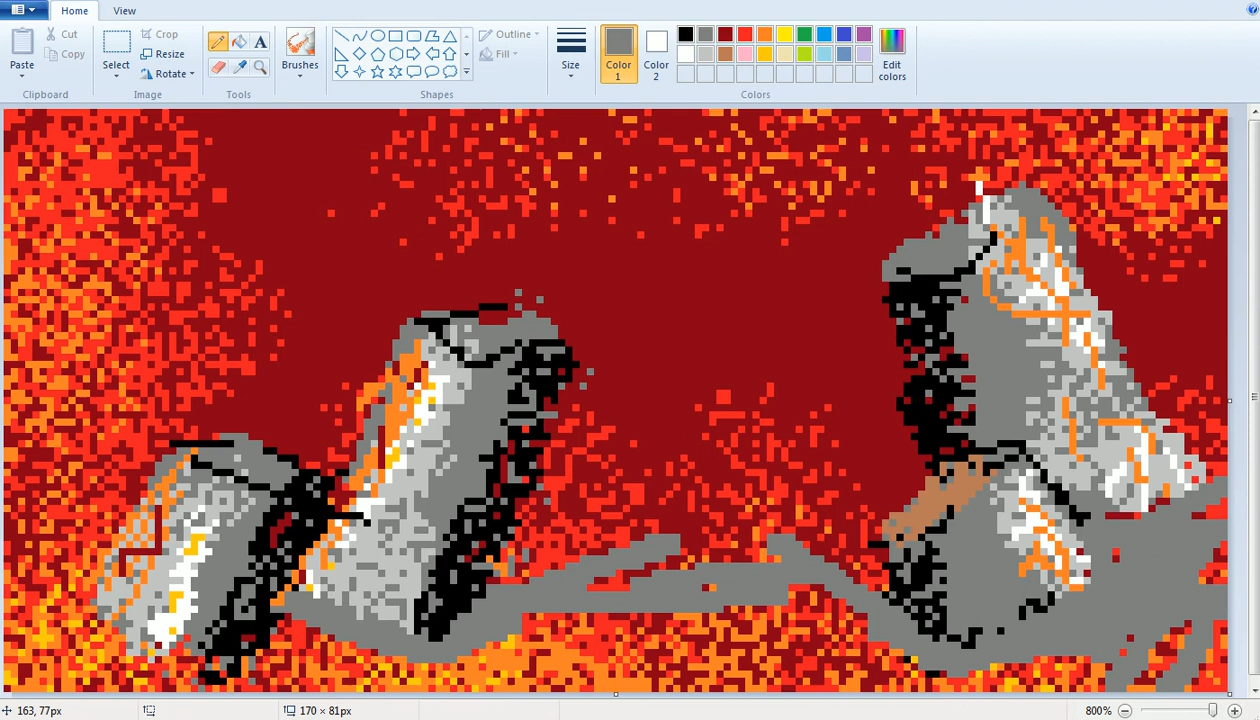 Home View
Paste
Cut
Copy
Clipboard
Select
Crop
Resize
Rotate
Image
A
Tools
Brushes
Outline
Fill
Shapes
Size
Color 1
Color 2
Edit colors
Colors
163, 77px
170 × 81px
800%